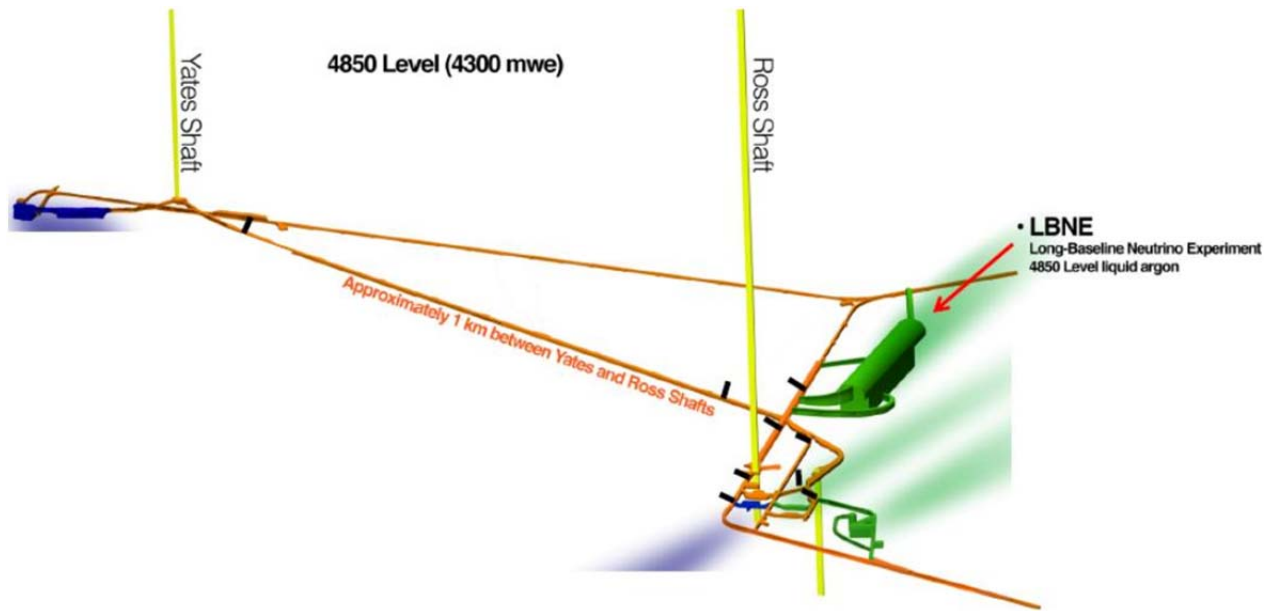 4850 Level (4300 mwe)
Yates Shaft
Ross Shaft
• LBNE
Long-Baseline Neutrino Experiment
4850 Level liquid argon
Approximately 1 km between Yates and Ross Shafts